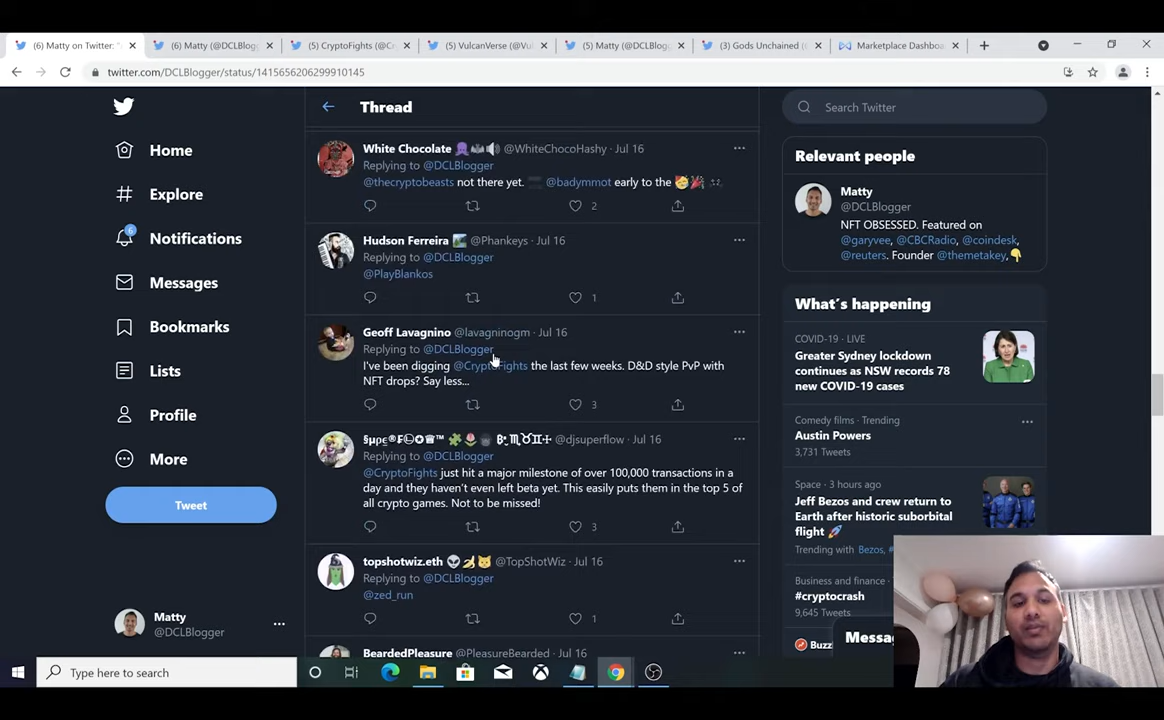 (6) Matty on Twitter: "
(6) Matty (@DCLBlogger)
(5) CryptoFights (@C
(5) VulcanVerse (@Vul
(5) Matty (@DCLBlog
(3) Gods Unchained (
Marketplace Dashboa
twitter.com/DCLBlogger/status/1415656206299910145
Home
Explore
6
Notifications
Messages
Bookmarks
Lists
Profile
More
Tweet
Matty
@DCLBlogger
Thread
White Chocolate @WhiteChocoHashy · Jul 16
Replying to @DCLBlogger
@thecryptobeasts not there yet. @badymmot early to the
2
Hudson Ferreira @Phankeys · Jul 16
Replying to @DCLBlogger
@PlayBlankos
1
Geoff Lavagnino @lavagninogm · Jul 16
Replying to @DCLBlogger
I've been digging @CryptoFights the last few weeks. D&D style PvP with
NFT drops? Say less...
3
@djsuperflow · Jul 16
Replying to @DCLBlogger
@CryptoFights just hit a major milestone of over 100,000 transactions in a
day and they haven't even left beta yet. This easily puts them in the top 5 of
all crypto games. Not to be missed!
3
topshotwiz.eth @TopShotWiz · Jul 16
Replying to @DCLBlogger
@zed_run
1
BeardedPleasure @PleasureBearded · Jul 16
Search Twitter
Relevant people
Matty
@DCLBlogger
NFT OBSESSED. Featured on
@garyvee, @CBCRadio, @coindesk,
@reuters. Founder @themetakey,
What's happening
COVID-19 · LIVE
Greater Sydney lockdown
continues as NSW records 78
new COVID-19 cases
Comedy films · Trending
Austin Powers
3,731 Tweets
Space · 3 hours ago
Jeff Bezos and crew return to
Earth after historic suborbital
flight
Trending with Bezos,
Business and finance ·
#cryptocrash
9,645 Tweets
Buzz
Messa
Type here to search